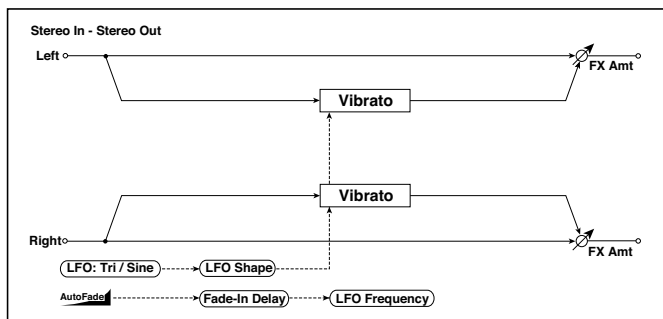 Stereo In - Stereo Out
Left
FX Amt
Vibrato
Vibrato
Right
FX Amt
LFO: Tri / Sine
LFO Shape
AutoFade
Fade-In Delay
LFO Frequency